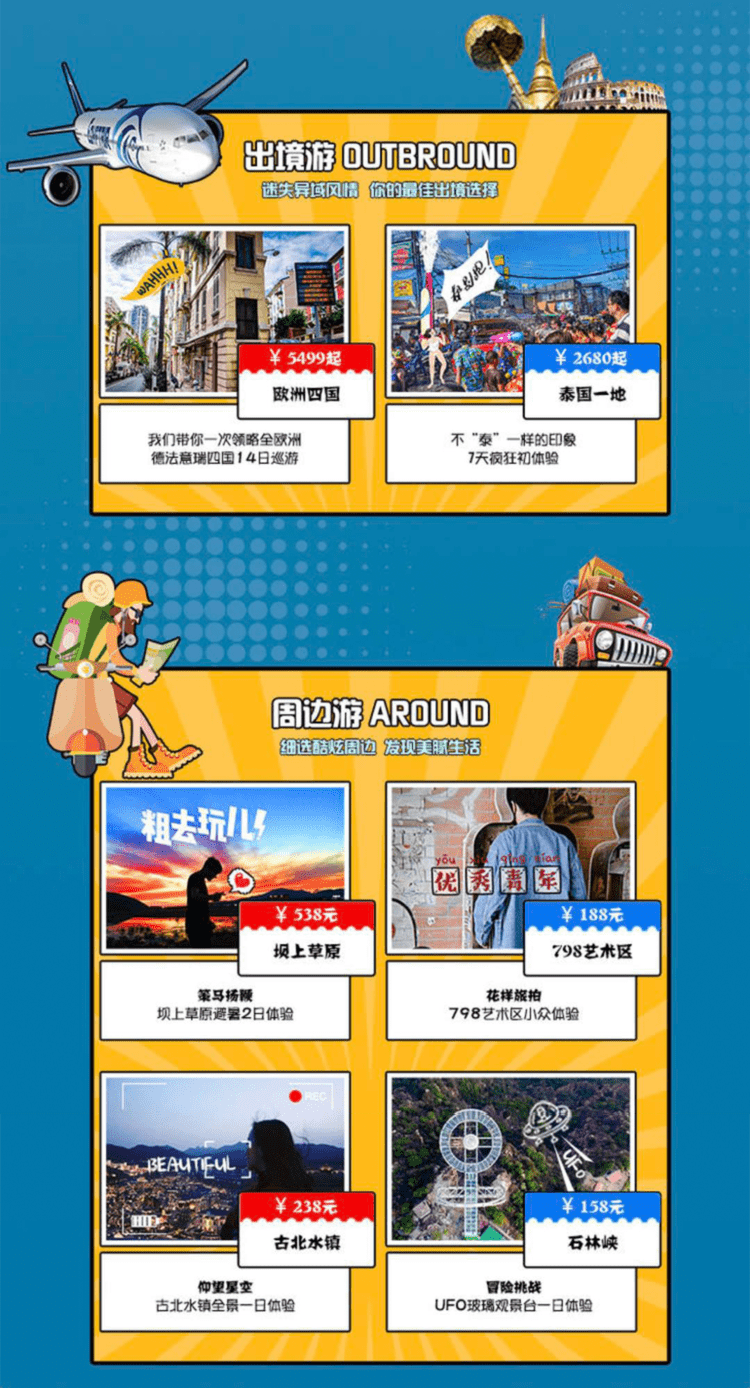 出境游 OUTBROUND
迷失异域风情 你的最佳出境选择
WAHHH!
￥5499起
欧洲四国
我们带你一次领略全欧洲
德法意瑞四国14日巡游
￥2680起
泰国一地
不“泰”一样的印象
7天疯狂初体验
周边游 AROUND
细选酷炫周边 发现美腻生活
粗去玩儿!
￥538元
坝上草原
策马扬鞭
坝上草原避暑2日体验
优秀青年
￥188元
798艺术区
花样旅拍
798艺术区小众体验
REC
BEAUTIFUL
￥238元
古北水镇
仰望星空
古北水镇全景一日体验
UFO
￥158元
石林峡
冒险挑战
UFO玻璃观景台一日体验